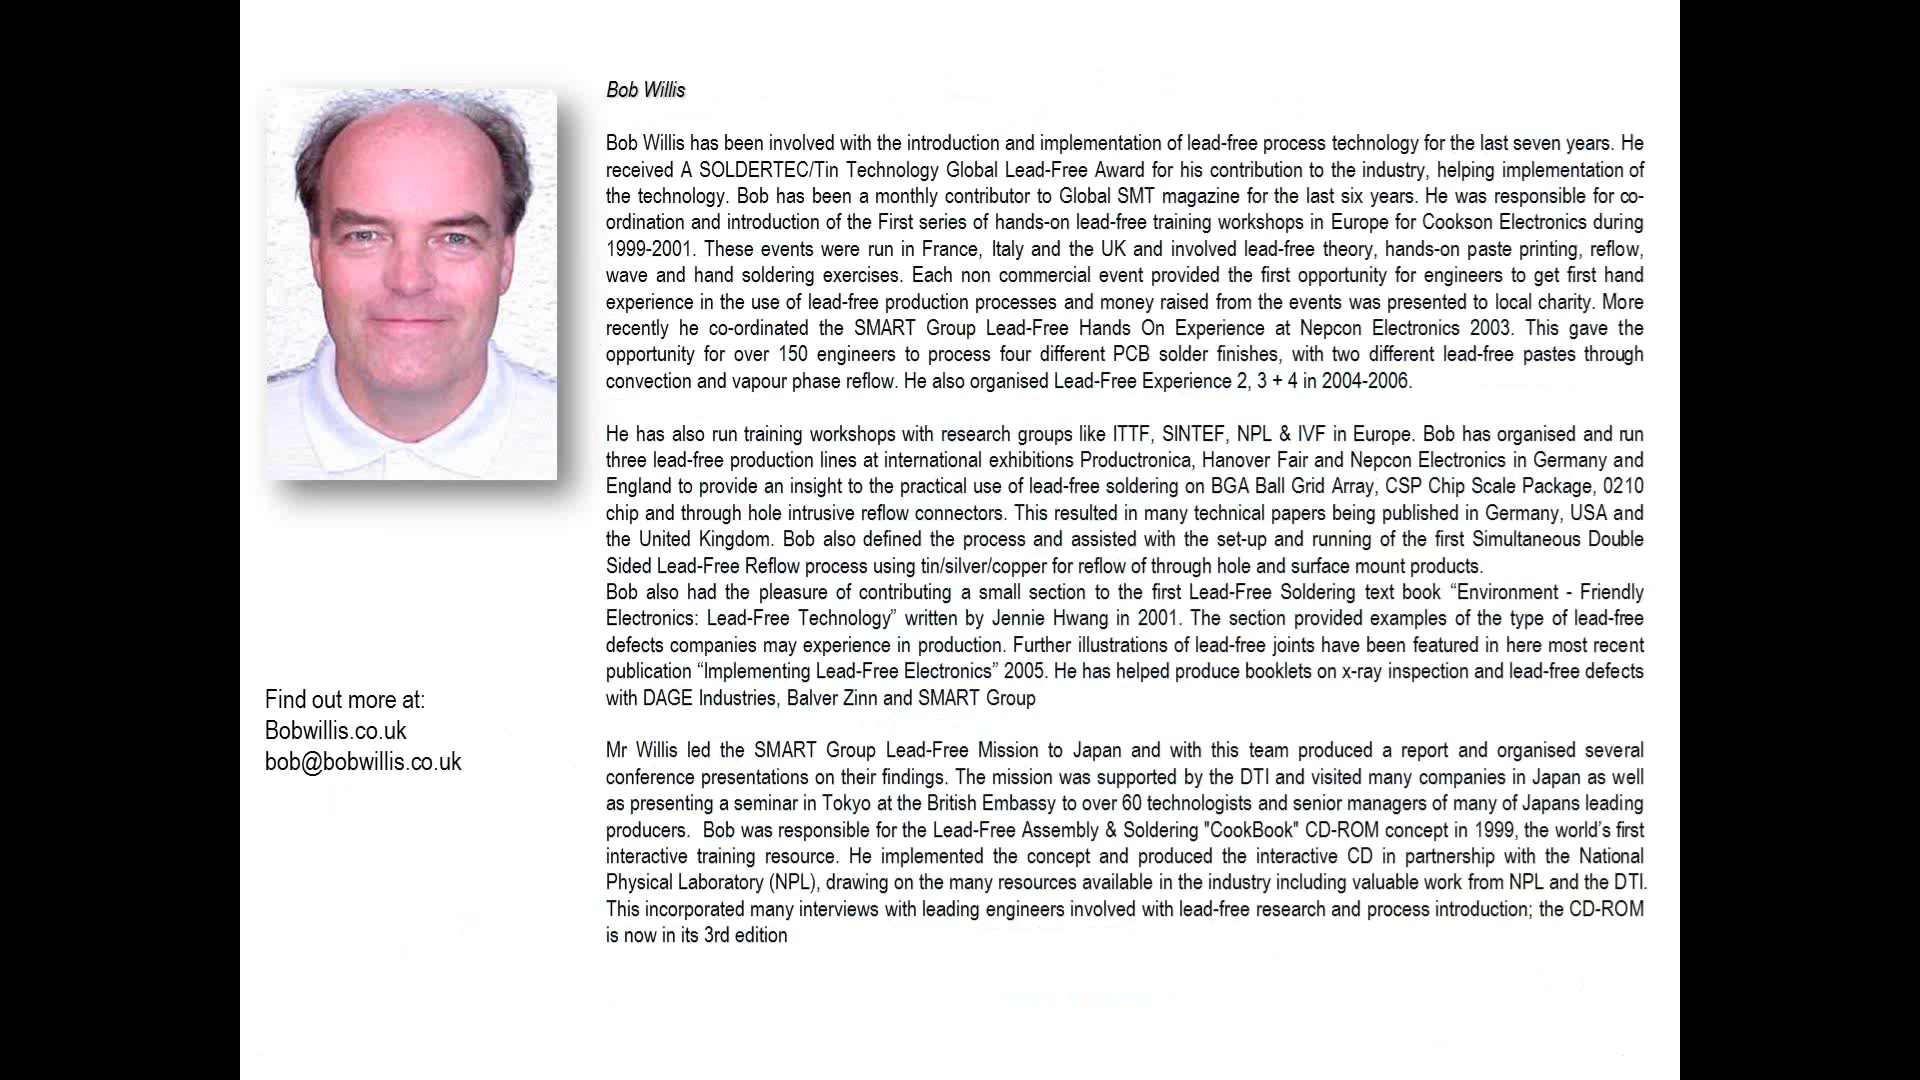 Bob Willis
Bob Willis has been involved with the introduction and implementation of lead-free process technology for the last seven years. He
received A SOLDERTEC/Tin Technology Global Lead-Free Award for his contribution to the industry, helping implementation of
the technology. Bob has been a monthly contributor to Global SMT magazine for the last six years. He was responsible for co-
ordination and introduction of the First series of hands-on lead-free training workshops in Europe for Cookson Electronics during
1999-2001. These events were run in France, Italy and the UK and involved lead-free theory, hands-on paste printing, reflow,
wave and hand soldering exercises. Each non commercial event provided the first opportunity for engineers to get first hand
experience in the use of lead-free production processes and money raised from the events was presented to local charity. More
recently he co-ordinated the SMART Group Lead-Free Hands On Experience at Nepcon Electronics 2003. This gave the
opportunity for over 150 engineers to process four different PCB solder finishes, with two different lead-free pastes through
convection and vapour phase reflow. He also organised Lead-Free Experience 2, 3 + 4 in 2004-2006.
He has also run training workshops with research groups like ITTF, SINTEF, NPL & IVF in Europe. Bob has organised and run
three lead-free production lines at international exhibitions Productronica, Hanover Fair and Nepcon Electronics in Germany and
England to provide an insight to the practical use of lead-free soldering on BGA Ball Grid Array, CSP Chip Scale Package, 0210
chip and through hole intrusive reflow connectors. This resulted in many technical papers being published in Germany, USA and
the United Kingdom. Bob also defined the process and assisted with the set-up and running of the first Simultaneous Double
Sided Lead-Free Reflow process using tin/silver/copper for reflow of through hole and surface mount products.
Bob also had the pleasure of contributing a small section to the first Lead-Free Soldering text book “Environment - Friendly
Electronics: Lead-Free Technology” written by Jennie Hwang in 2001. The section provided examples of the type of lead-free
defects companies may experience in production. Further illustrations of lead-free joints have been featured in here most recent
publication “Implementing Lead-Free Electronics” 2005. He has helped produce booklets on x-ray inspection and lead-free defects
with DAGE Industries, Balver Zinn and SMART Group
Mr Willis led the SMART Group Lead-Free Mission to Japan and with this team produced a report and organised several
conference presentations on their findings. The mission was supported by the DTI and visited many companies in Japan as well
as presenting a seminar in Tokyo at the British Embassy to over 60 technologists and senior managers of many of Japans leading
producers.  Bob was responsible for the Lead-Free Assembly & Soldering "CookBook" CD-ROM concept in 1999, the world’s first
interactive training resource. He implemented the concept and produced the interactive CD in partnership with the National
Physical Laboratory (NPL), drawing on the many resources available in the industry including valuable work from NPL and the DTI.
This incorporated many interviews with leading engineers involved with lead-free research and process introduction; the CD-ROM
is now in its 3rd edition
Find out more at:
Bobwillis.co.uk
bob@bobwillis.co.uk